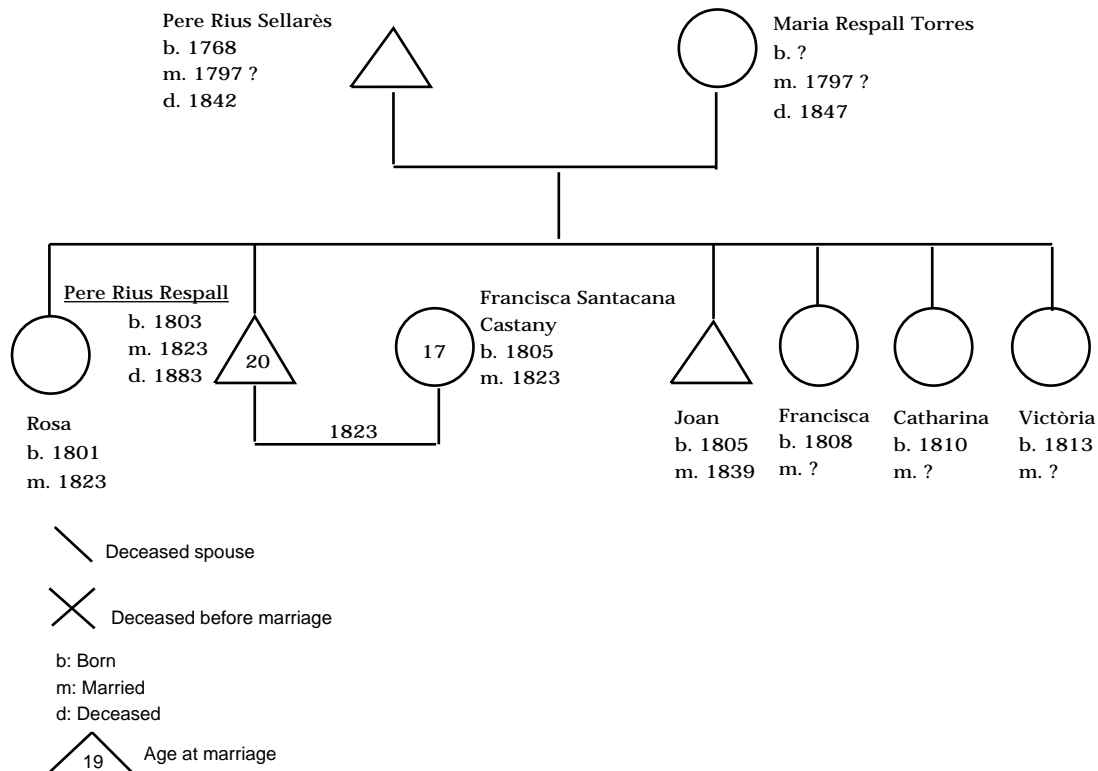 Pere Rius Sellarès
b. 1768
m. 1797 ?
d. 1842
Maria Respall Torres
b. ?
m. 1797 ?
d. 1847
Pere Rius Respall
b. 1803
m. 1823
d. 1883
20
17
Francisca Santacana
Castany
b. 1805
m. 1823
1823
Rosa
b. 1801
m. 1823
Joan
b. 1805
m. 1839
Francisca
b. 1808
m. ?
Catharina
b. 1810
m. ?
Victòria
b. 1813
m. ?
Deceased spouse
Deceased before marriage
b: Born
m: Married
d: Deceased
19
Age at marriage